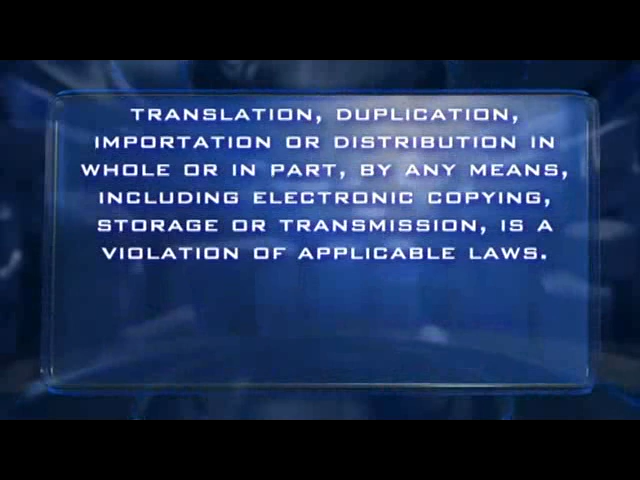 TRANSLATION, DUPLICATION,
IMPORTATION OR DISTRIBUTION IN
WHOLE OR IN PART, BY ANY MEANS,
INCLUDING ELECTRONIC COPYING,
STORAGE OR TRANSMISSION, IS A
VIOLATION OF APPLICABLE LAWS.